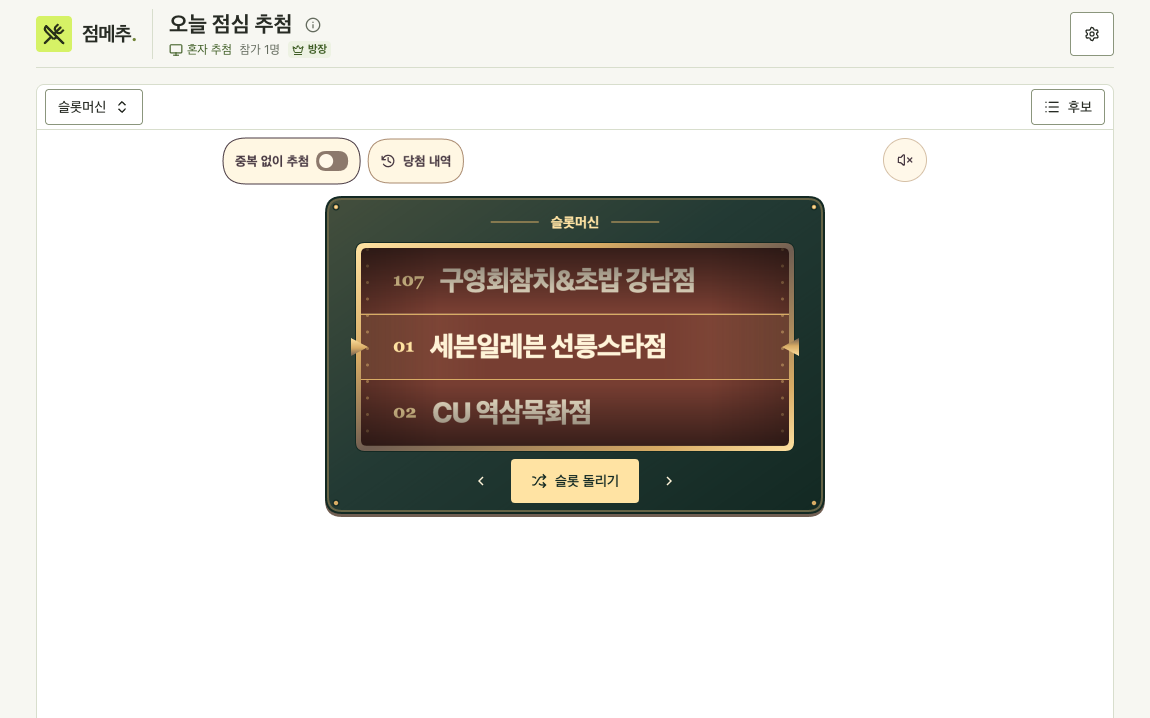 점메추.
오늘 점심 추첨
혼자 추첨 참가 1명 방장
슬롯머신
후보
중복 없이 추첨
당첨 내역
슬롯머신
107 구영회참치&초밥 강남점
01 세븐일레븐 선릉스타점
02 CU 역삼목화점
슬롯 돌리기